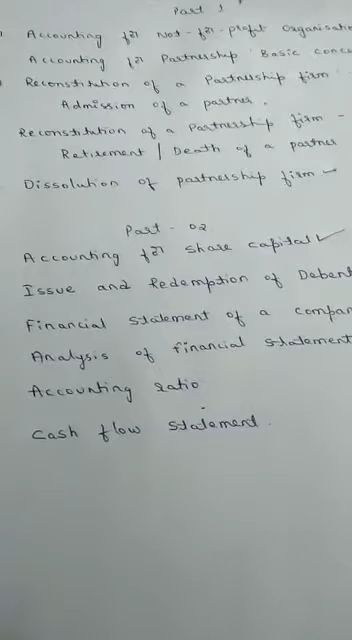 Part 1
Accounting for Not-for-profit Organisatio
Accounting for Partnership Basic Conce
Reconstitution of a Partnership firm
Admission of a partner.
Reconstitution of a Partnership firm -
Retirement / Death of a partner
Dissolution of partnership firm -
Part - 02
Accounting for share capital ✓
Issue and Redemption of Debent
Financial statement of a compan
Analysis of financial statement
Accounting ratio
Cash flow statement.